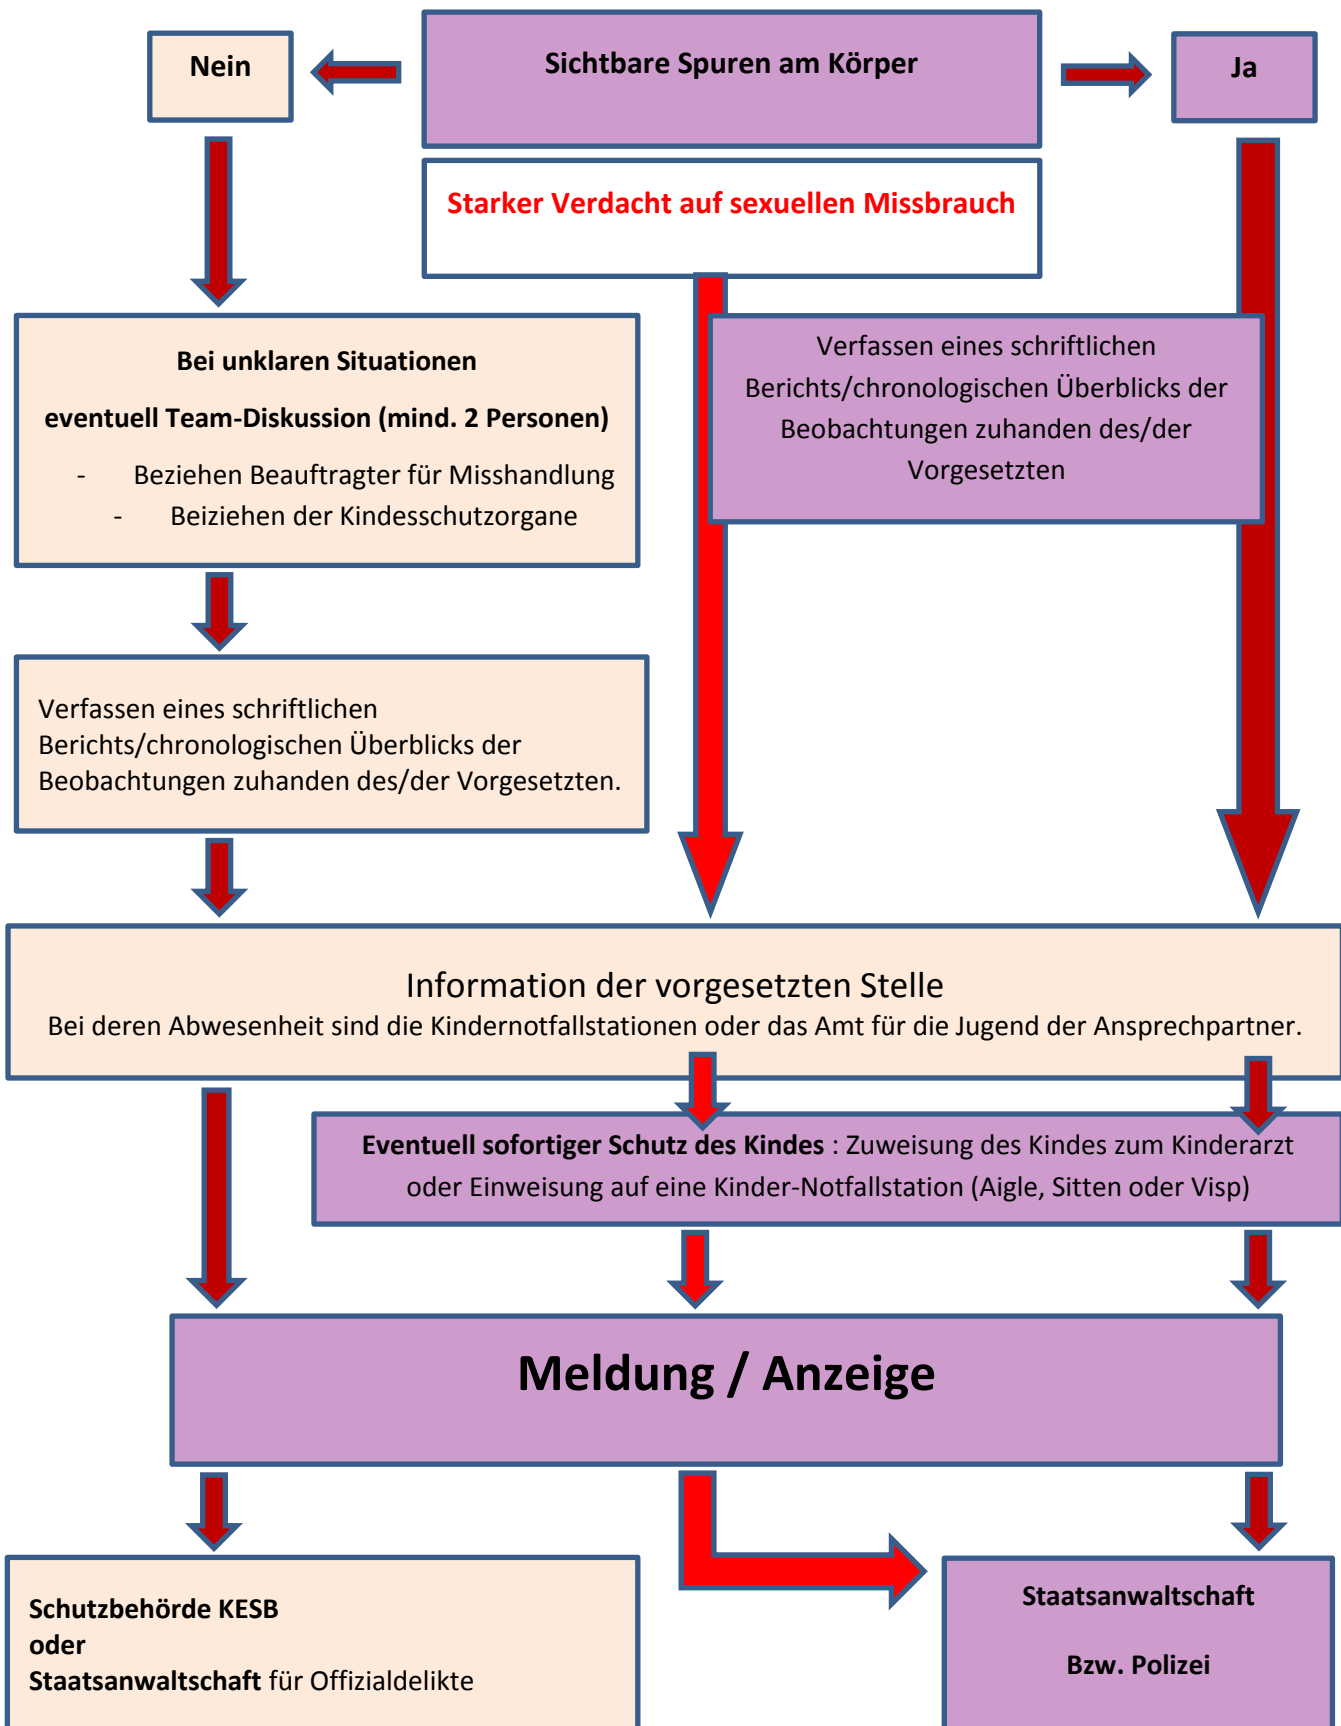 Nein
Sichtbare Spuren am Körper
Ja
Starker Verdacht auf sexuellen Missbrauch
Bei unklaren Situationen
eventuell Team-Diskussion (mind. 2 Personen)
- Beziehen Beauftragter für Misshandlung
- Beiziehen der Kindesschutzorgane
Verfassen eines schriftlichen
Berichts/chronologischen Überblicks der
Beobachtungen zuhanden des/der
Vorgesetzten
Verfassen eines schriftlichen
Berichts/chronologischen Überblicks der
Beobachtungen zuhanden des/der Vorgesetzten.
Information der vorgesetzten Stelle
Bei deren Abwesenheit sind die Kindernotfallstationen oder das Amt für die Jugend der Ansprechpartner.
Eventuell sofortiger Schutz des Kindes : Zuweisung des Kindes zum Kinderarzt
oder Einweisung auf eine Kinder-Notfallstation (Aigle, Sitten oder Visp)
Meldung / Anzeige
Schutzbehörde KESB
oder
Staatsanwaltschaft für Offizialdelikte
Staatsanwaltschaft
Bzw. Polizei